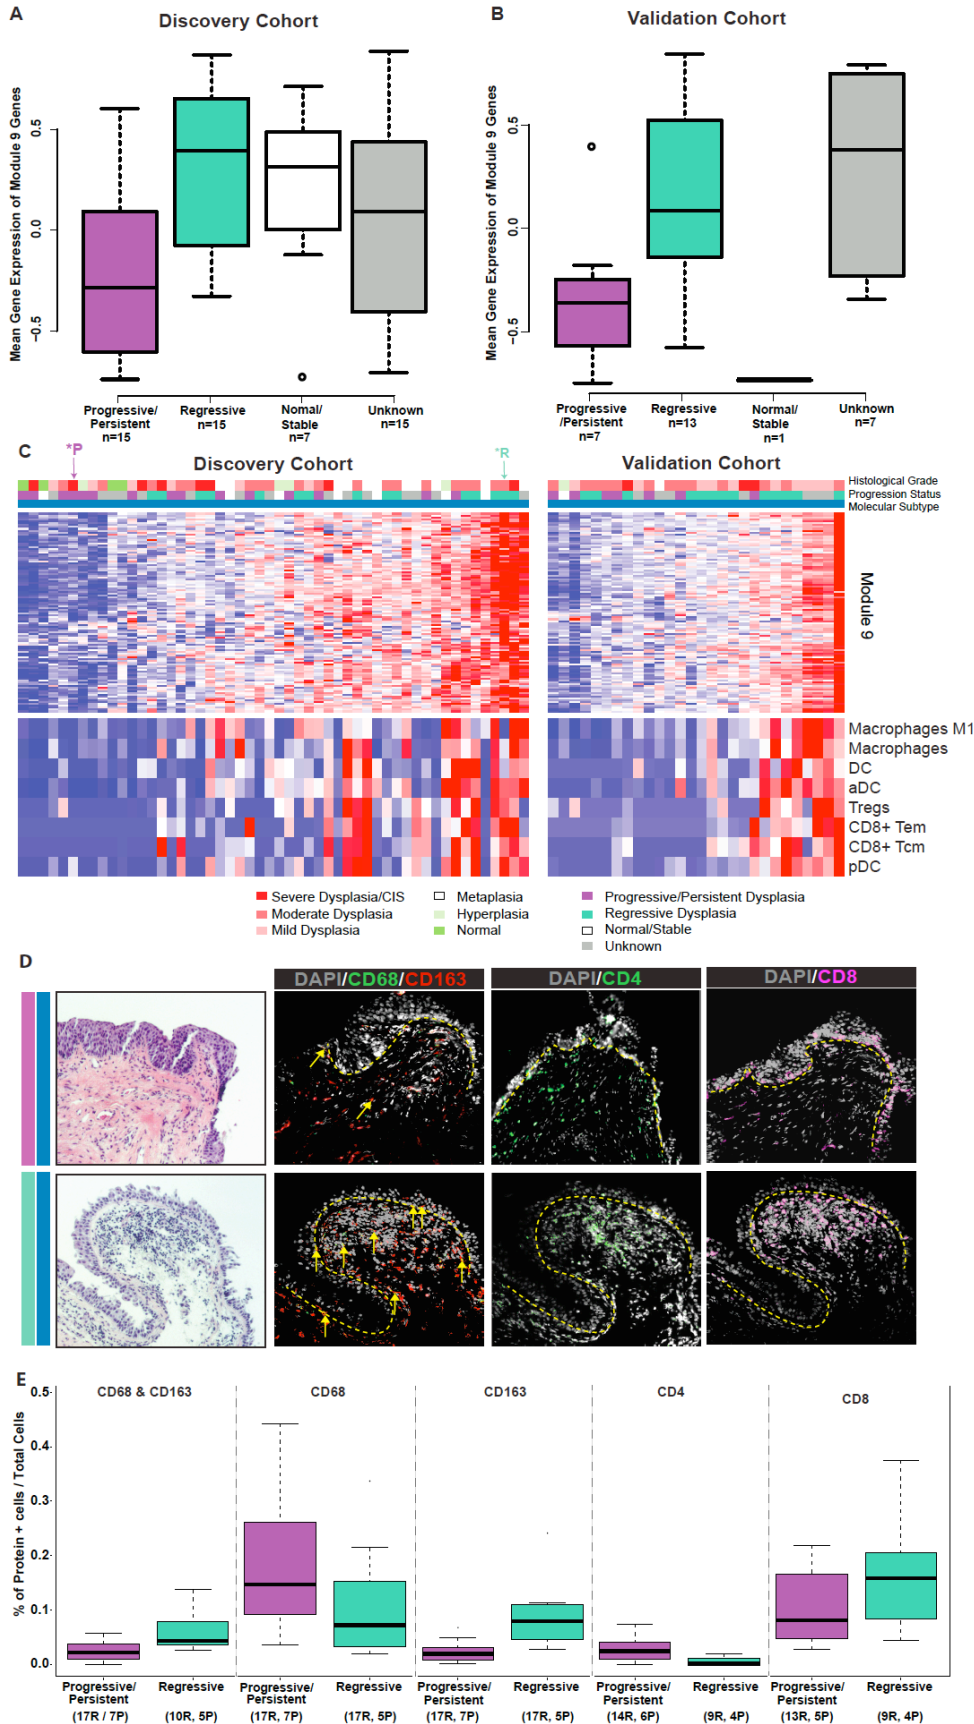 A
Discovery Cohort
Mean Gene Expression of Module 9 Genes
0.5
0.0
−0.5
Progressive/
Persistent
n=15
Regressive
n=15
Nomal/
Stable
n=7
Unknown
n=15
B
Validation Cohort
Mean Gene Expression of Module 9 Genes
0.5
0.0
−0.5
Progressive
/Persistent
n=7
Regressive
n=13
Normal/
Stable
n=1
Unknown
n=7
C
*P
Discovery Cohort
*R
Validation Cohort
Histological Grade
Progression Status
Molecular Subtype
Module 9
Macrophages M1
Macrophages
DC
aDC
Tregs
CD8+ Tem
CD8+ Tcm
pDC
Severe Dysplasia/CIS
Moderate Dysplasia
Mild Dysplasia
Metaplasia
Hyperplasia
Normal
Progressive/Persistent Dysplasia
Regressive Dysplasia
Normal/Stable
Unknown
D
DAPI/CD68/CD163
DAPI/CD4
DAPI/CD8
E
% of Protein + cells / Total Cells
0.5
0.4
0.3
0.2
0.1
0.0
CD68 & CD163
CD68
CD163
CD4
CD8
Progressive/
Persistent
(17R / 7P)
Regressive
(10R, 5P)
Progressive/
Persistent
(17R, 7P)
Regressive
(17R, 5P)
Progressive/
Persistent
(17R, 7P)
Regressive
(17R, 5P)
Progressive/
Persistent
(14R, 6P)
Regressive
(9R, 4P)
Progressive/
Persistent
(13R, 5P)
Regressive
(9R, 4P)